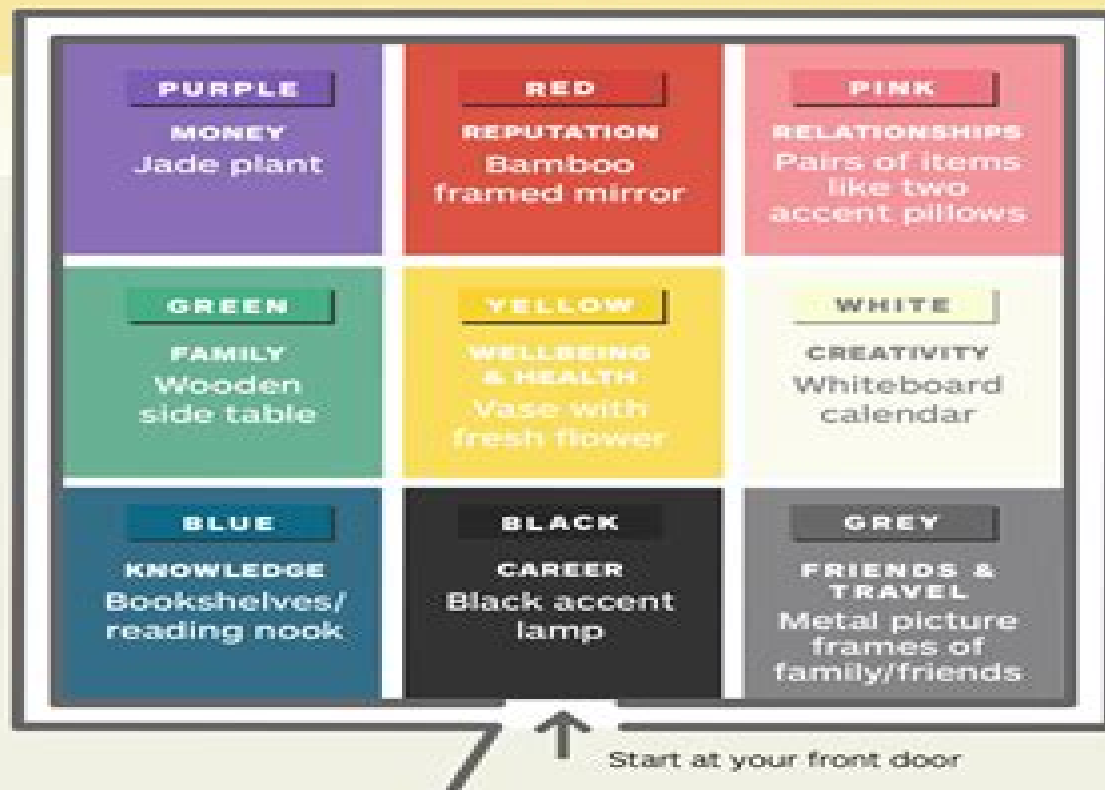 PURPLE
MONEY
Jade plant
RED
REPUTATION
Bamboo
framed mirror
PINK
RELATIONSHIPS
Pairs of items
like two
accent pillows
GREEN
FAMILY
Wooden
side table
YELLOW
WELLBEING
& HEALTH
Vase with
fresh flower
WHITE
CREATIVITY
Whiteboard
calendar
BLUE
KNOWLEDGE
Bookshelves/
reading nook
BLACK
CAREER
Black accent
lamp
GREY
FRIENDS &
TRAVEL
Metal picture
frames of
family/friends
Start at your front door